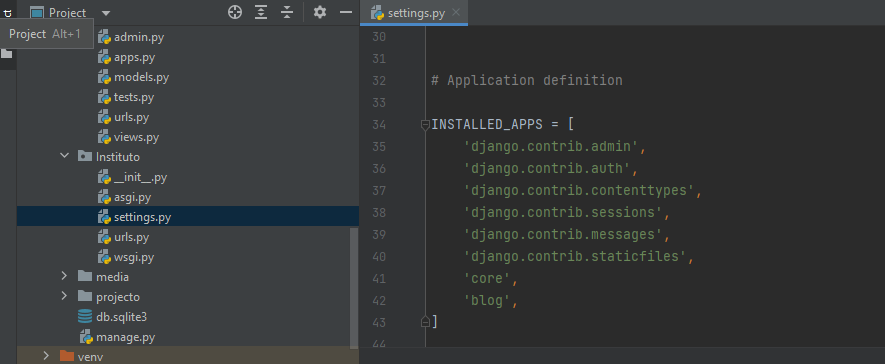 Project
Project Alt+1
admin.py
apps.py
models.py
tests.py
urls.py
views.py
Instituto
__init__.py
asgi.py
settings.py
urls.py
wsgi.py
media
projecto
db.sqlite3
manage.py
venv
settings.py
30
31
32 # Application definition
33
34 INSTALLED_APPS = [
35 'django.contrib.admin',
36 'django.contrib.auth',
37 'django.contrib.contenttypes',
38 'django.contrib.sessions',
39 'django.contrib.messages',
40 'django.contrib.staticfiles',
41 'core',
42 'blog',
43 ]
44